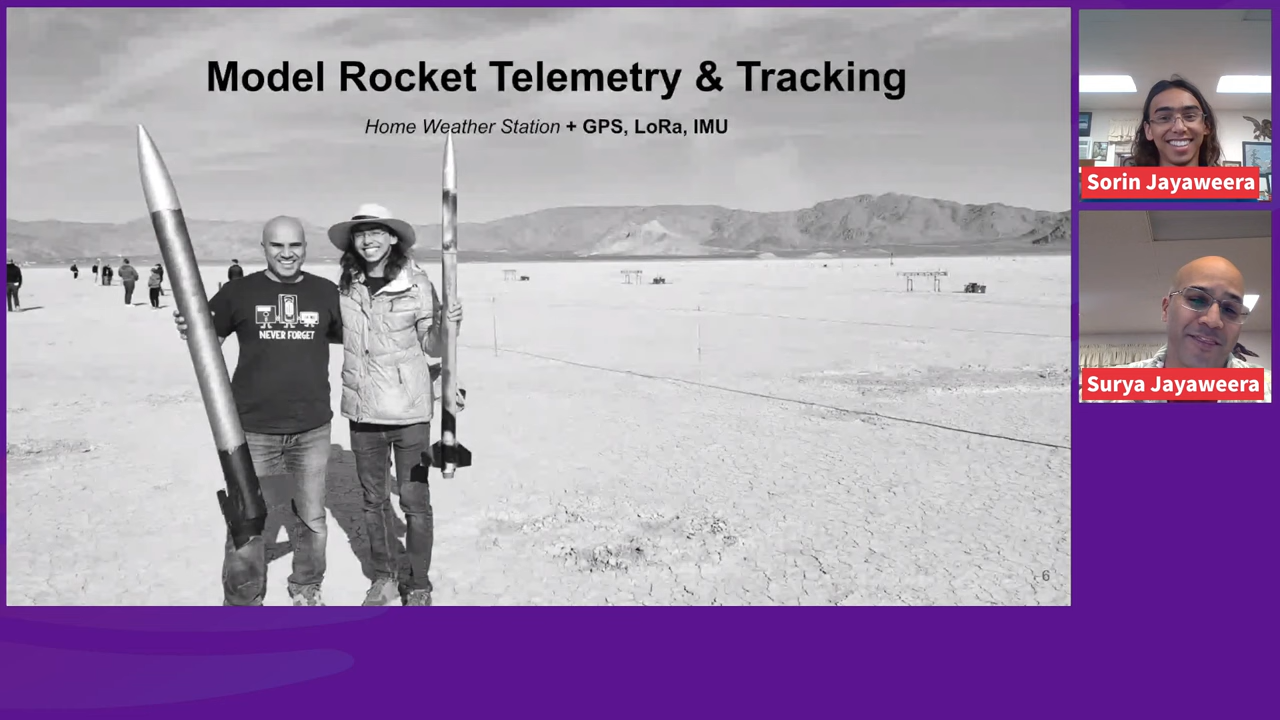 Model Rocket Telemetry & Tracking
Home Weather Station + GPS, LoRa, IMU
NEVER FORGET
6
Sorin Jayaweera
Surya Jayaweera